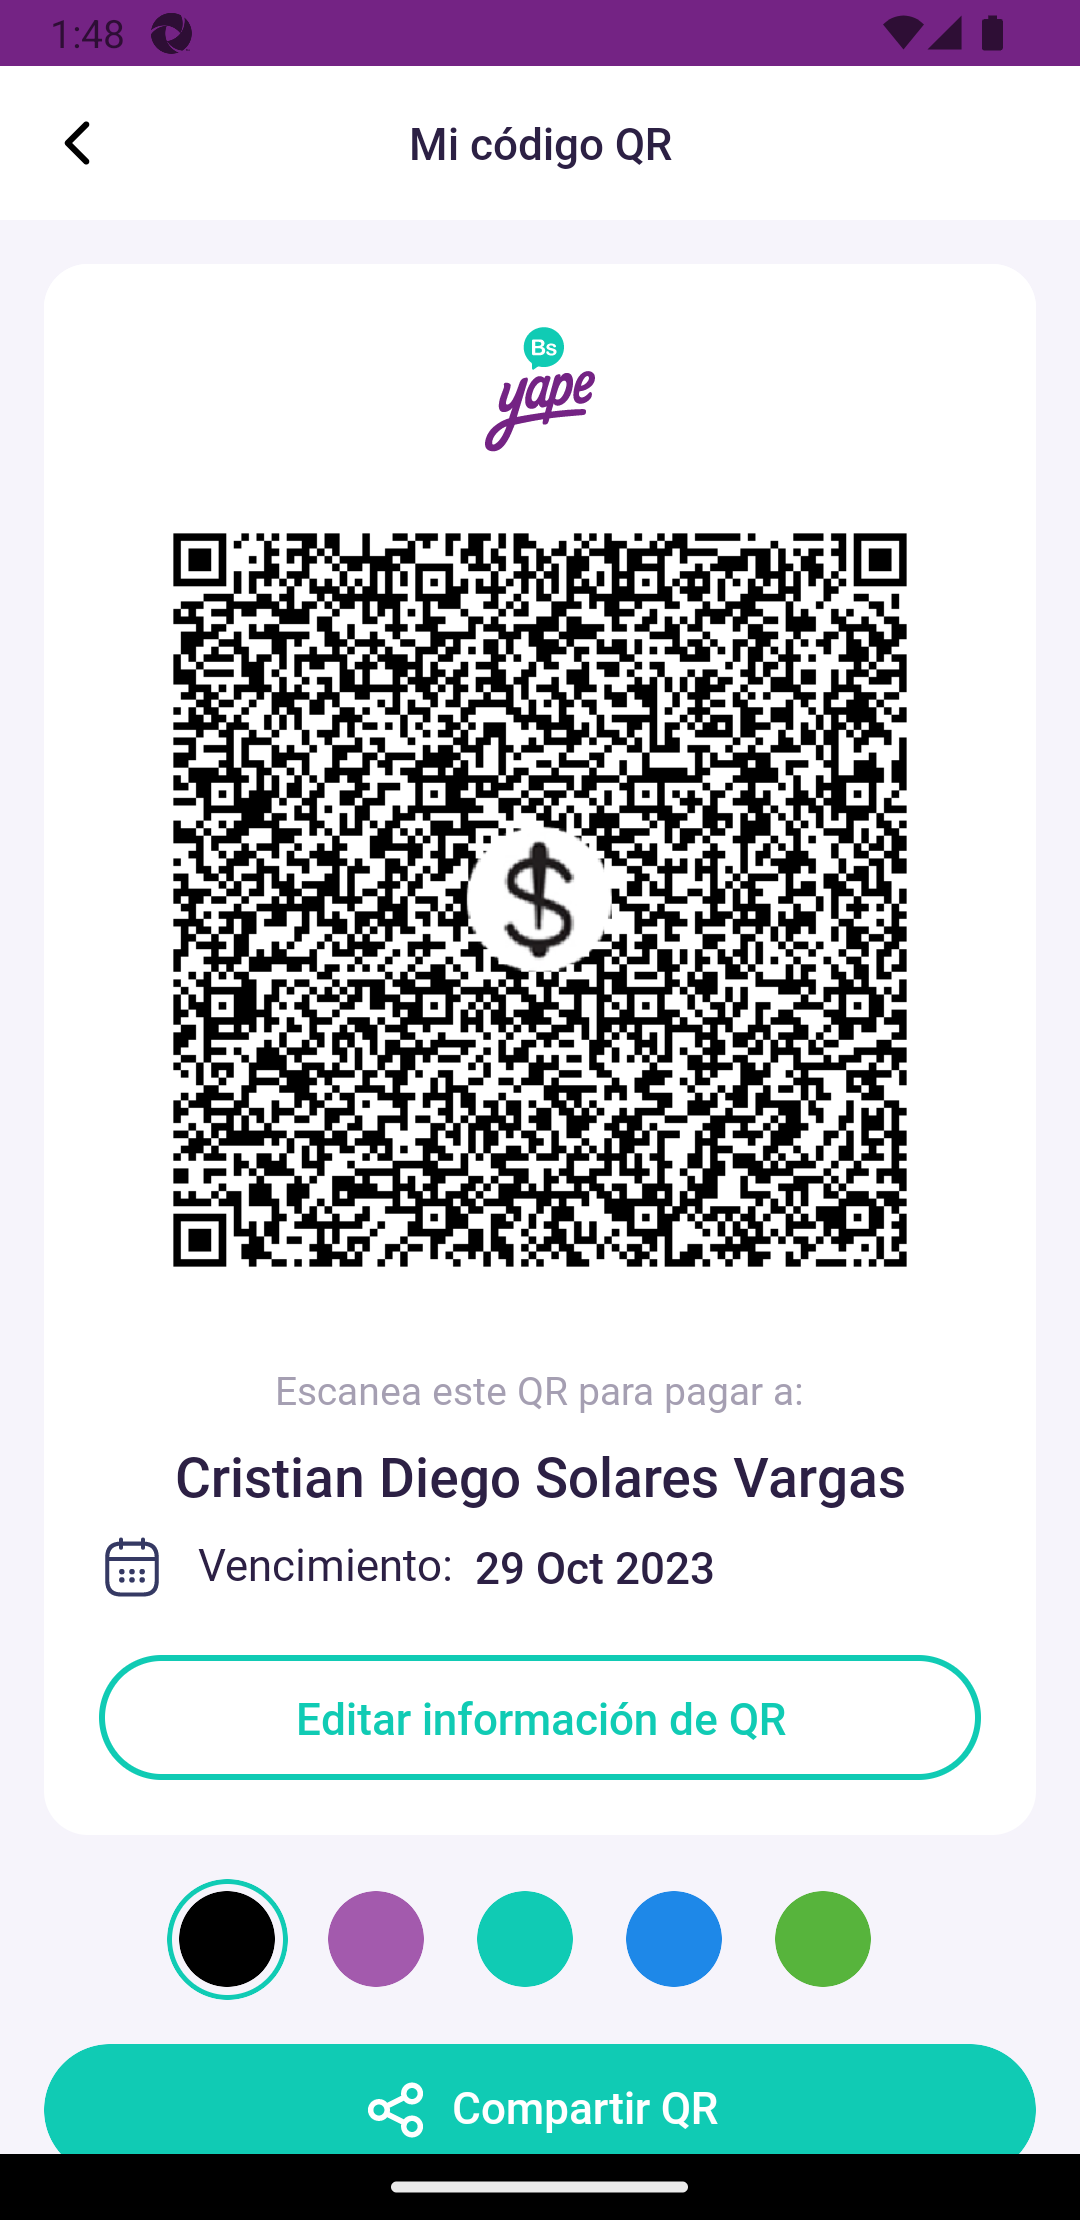 1:48
Mi código QR
Bs
yape
$
Escanea este QR para pagar a:
Cristian Diego Solares Vargas
Vencimiento: 29 Oct 2023
Editar información de QR
Compartir QR